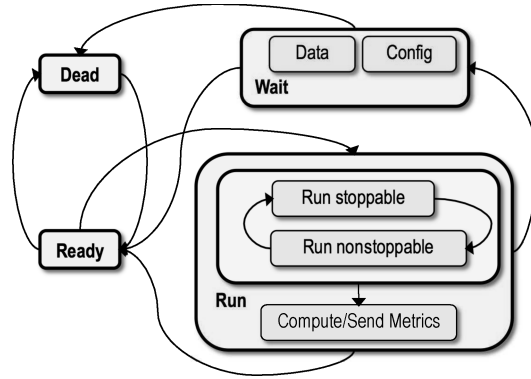 Data
Config
Dead
Wait
Run stoppable
Run nonstoppable
Ready
Run
Compute/Send Metrics